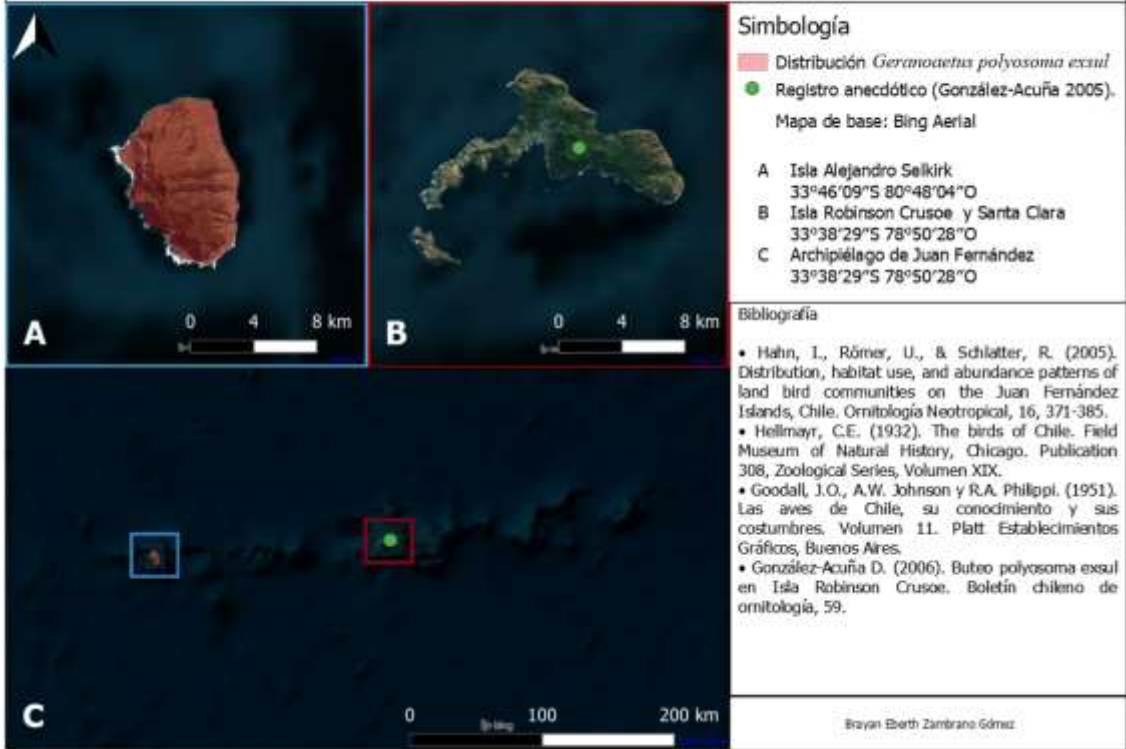 Simbología
Distribución Geranoaetus polyosoma exsul
Registro anecdótico (González-Acuña 2005).
Mapa de base: Bing Aerial
A Isla Alejandro Selkirk
33°46'09"S 80°48'04"O
B Isla Robinson Crusoe y Santa Clara
33°38'29"S 78°50'28"O
C Archipiélago de Juan Fernández
33°38'29"S 78°50'28"O
A
0 4 8 km
B
0 4 8 km
Bibliografía
• Hahn, I., Römer, U., & Schlatter, R. (2005).
Distribution, habitat use, and abundance patterns of
land bird communities on the Juan Fernández
Islands, Chile. Ornitología Neotropical, 16, 371-385.
• Hellmayr, C.E. (1932). The birds of Chile. Field
Museum of Natural History, Chicago. Publication
308, Zoological Series, Volumen XIX.
• Goodall, J.O., A.W. Johnson y R.A. Philippi. (1951).
Las aves de Chile, su conocimiento y sus
costumbres. Volumen 11. Platt Establecimientos
Gráficos, Buenos Aires.
• González-Acuña D. (2006). Buteo polyosoma exsul
en Isla Robinson Crusoe. Boletín chileno de
ornitología, 59.
C
0 100 200 km
Brayan Eberth Zambrano Gómez